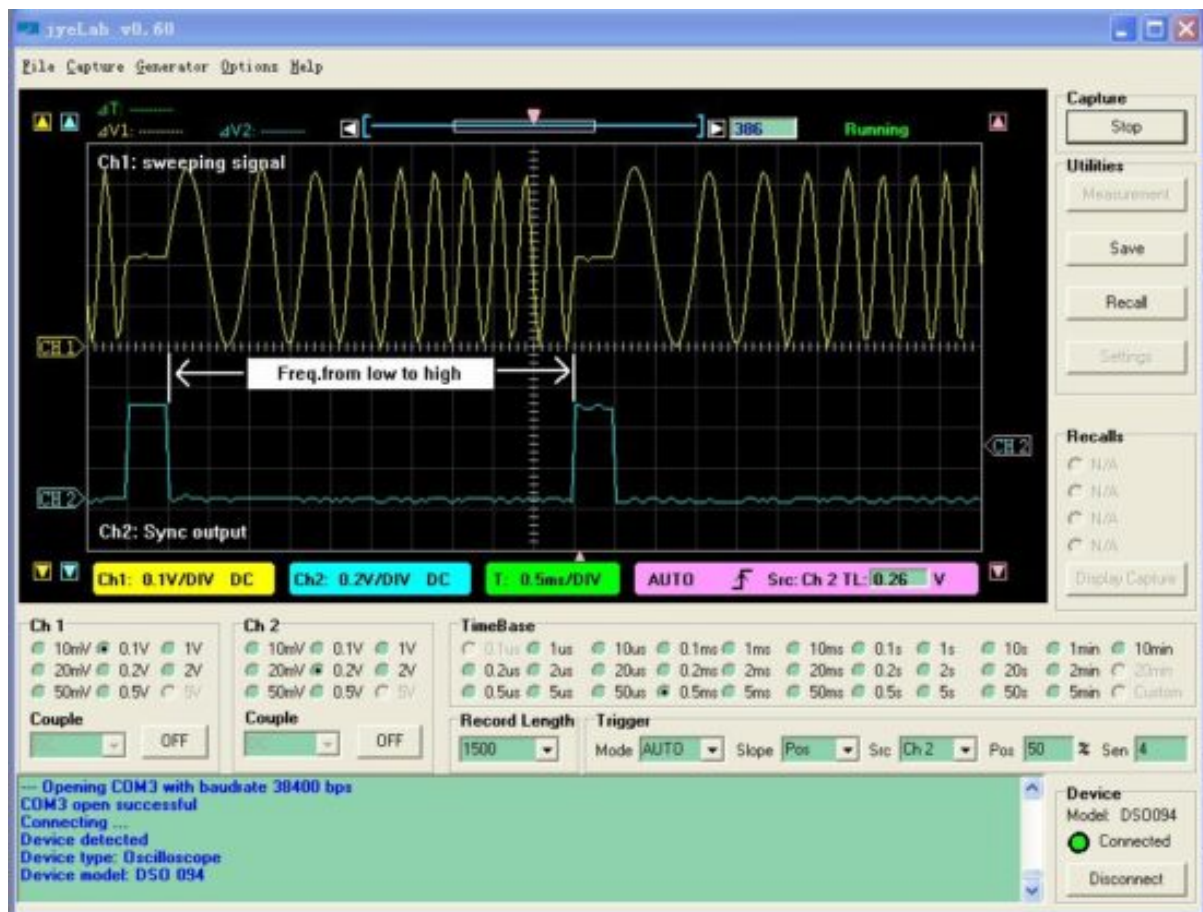 jyeLab v0.60
File Capture Generator Options Help
ΔT: ---------
ΔV1: --------- ΔV2: ---------
386 Running
Ch1: sweeping signal
CH 1
Freq.from low to high
CH 2
CH 2
Ch2: Sync output
Ch1: 0.1V/DIV DC
Ch2: 0.2V/DIV DC
T: 0.5ms/DIV
AUTO Src: Ch 2 TL: 0.26 V
Capture
Stop
Utilities
Measurement
Save
Recall
Settings
Recalls
N/A
N/A
N/A
N/A
Display Capture
Ch 1
10mV 0.1V 1V
20mV 0.2V 2V
50mV 0.5V 5V
Couple
OFF
Ch 2
10mV 0.1V 1V
20mV 0.2V 2V
50mV 0.5V 5V
Couple
OFF
TimeBase
0.1us 1us 10us 0.1ms 1ms 10ms 0.1s 1s 10s 1min 10min
0.2us 2us 20us 0.2ms 2ms 20ms 0.2s 2s 20s 2min 20min
0.5us 5us 50us 0.5ms 5ms 50ms 0.5s 5s 50s 5min Custom
Record Length
1500
Trigger
Mode AUTO Slope Pos Src Ch 2 Pos 50 % Sen 4
--- Opening COM3 with baudrate 38400 bps
COM3 open successful
Connecting ...
Device detected
Device type: Oscilloscope
Device model: DSO 094
Device
Model: DSO094
Connected
Disconnect